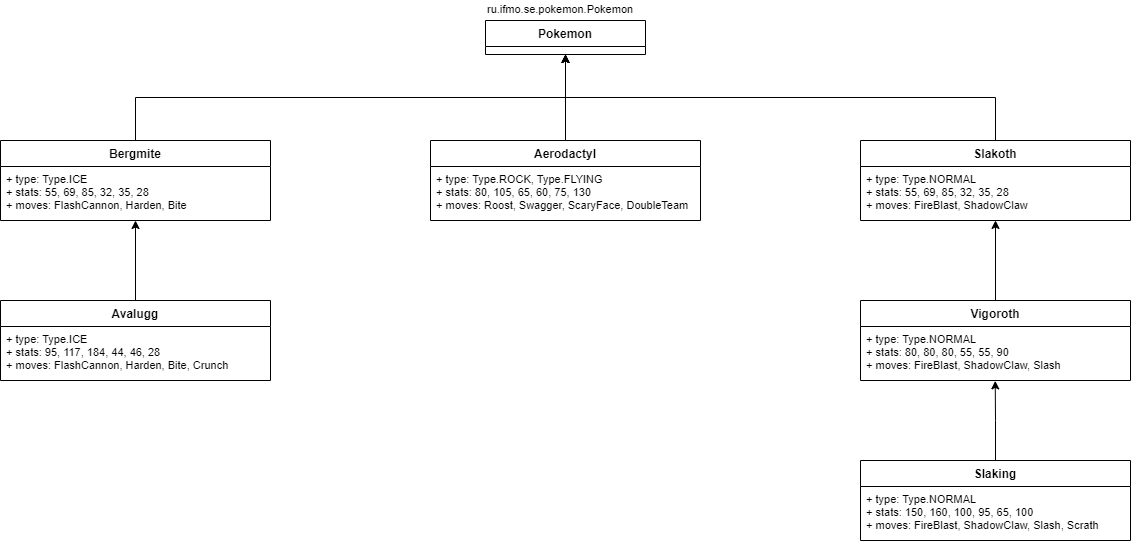 ru.ifmo.se.pokemon.Pokemon
Pokemon
Bergmite
+ type: Type.ICE
+ stats: 55, 69, 85, 32, 35, 28
+ moves: FlashCannon, Harden, Bite
Aerodactyl
+ type: Type.ROCK, Type.FLYING
+ stats: 80, 105, 65, 60, 75, 130
+ moves: Roost, Swagger, ScaryFace, DoubleTeam
Slakoth
+ type: Type.NORMAL
+ stats: 55, 69, 85, 32, 35, 28
+ moves: FireBlast, ShadowClaw
Avalugg
+ type: Type.ICE
+ stats: 95, 117, 184, 44, 46, 28
+ moves: FlashCannon, Harden, Bite, Crunch
Vigoroth
+ type: Type.NORMAL
+ stats: 80, 80, 80, 55, 55, 90
+ moves: FireBlast, ShadowClaw, Slash
Slaking
+ type: Type.NORMAL
+ stats: 150, 160, 100, 95, 65, 100
+ moves: FireBlast, ShadowClaw, Slash, Scrath